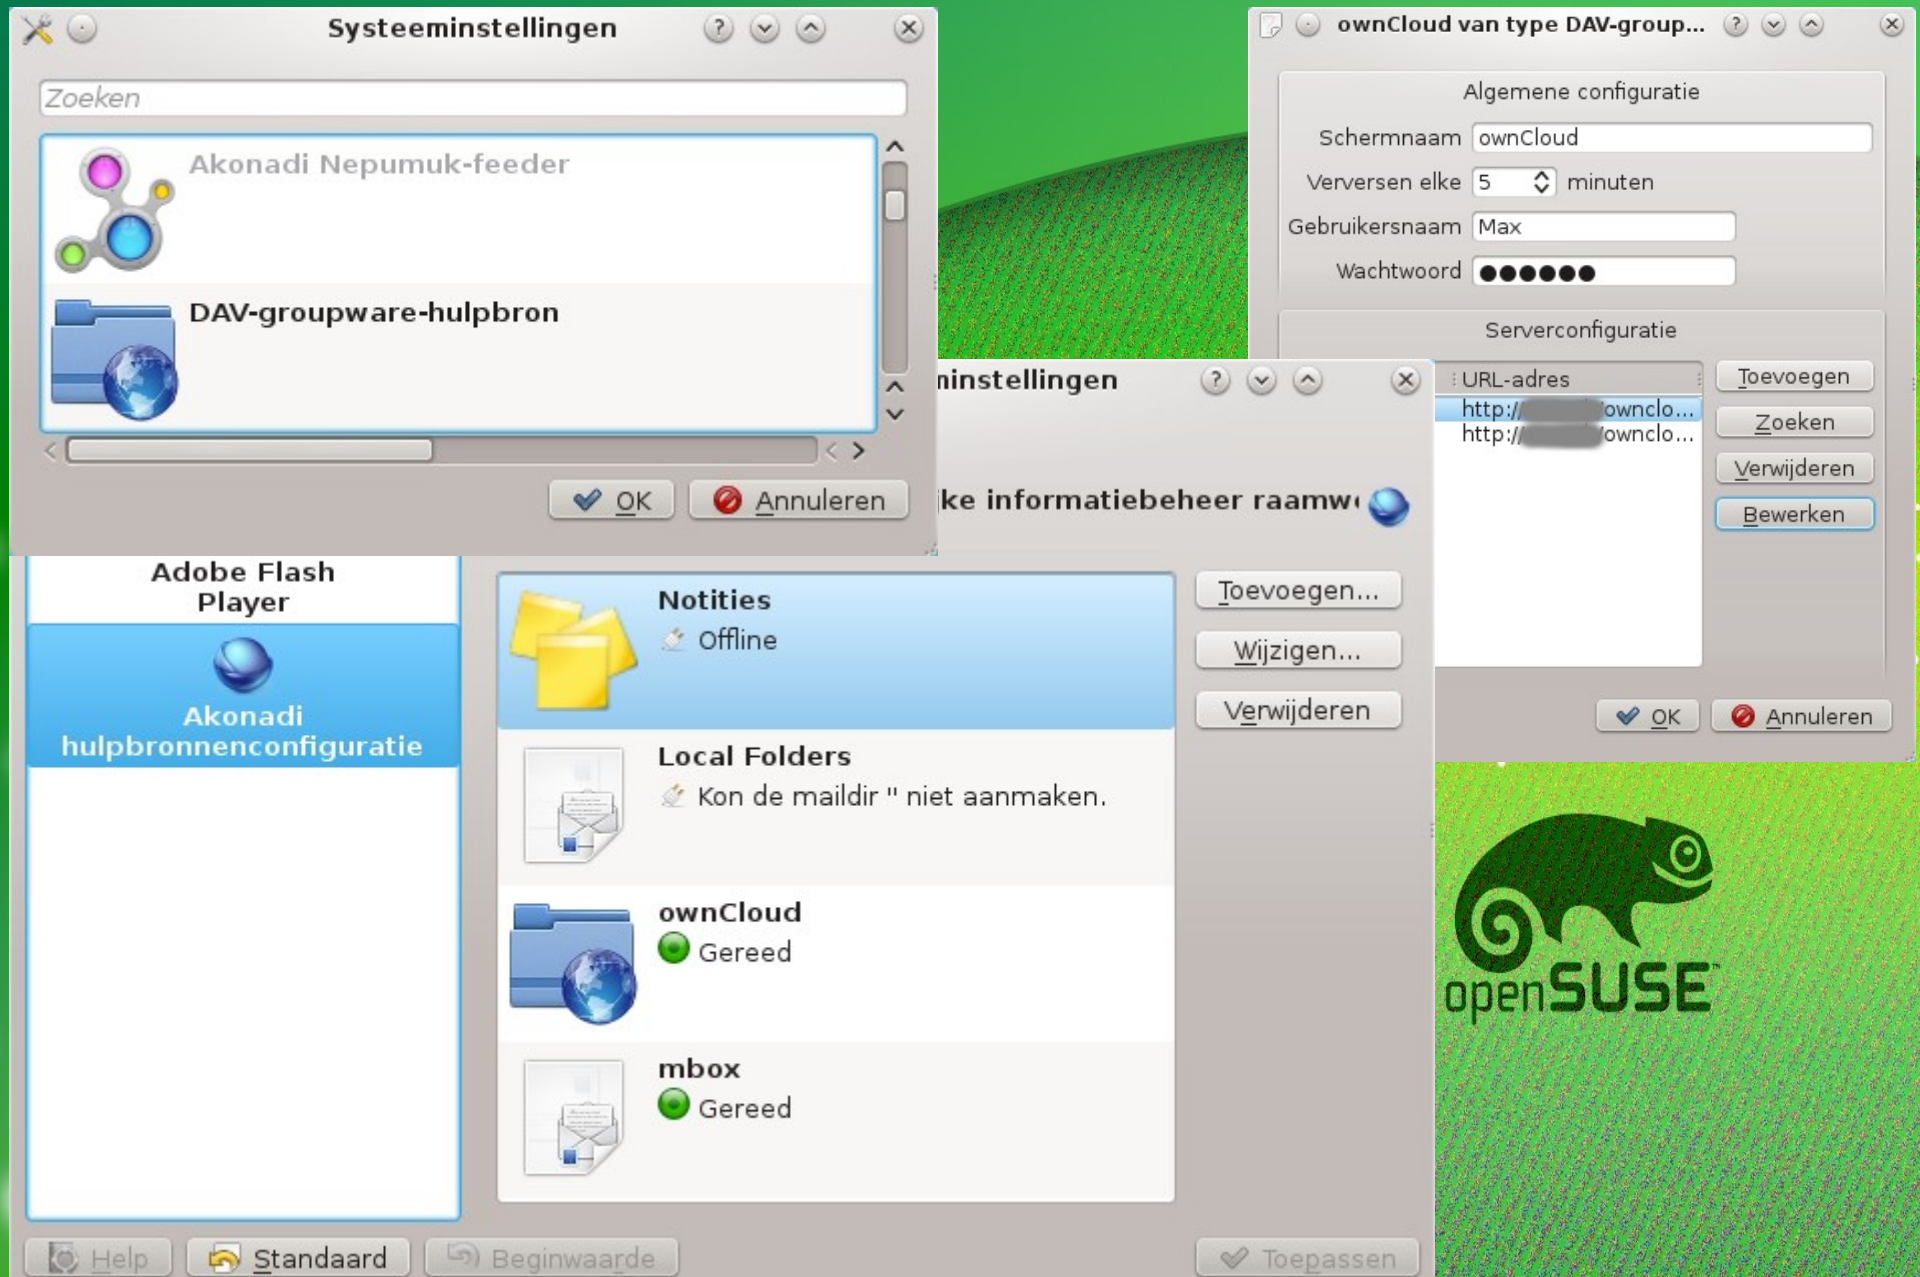 Systeeminstellingen
Zoeken
Akonadi Nepumuk-feeder
DAV-groupware-hulpbron
OK
Annuleren
ownCloud van type DAV-group...
Algemene configuratie
Schermnaam ownCloud
Verversen elke 5 minuten
Gebruikersnaam Max
Wachtwoord ●●●●●●
Serverconfiguratie
URL-adres
http:// ownclo...
http:// ownclo...
Toevoegen
Zoeken
Verwijderen
Bewerken
OK
Annuleren
minstellingen
ke informatiebeheer
Adobe Flash
Player
Akonadi
hulpbronnenconfiguratie
Notities
Offline
Local Folders
Kon de maildir '' niet aanmaken.
ownCloud
Gereed
mbox
Gereed
Toevoegen...
Wijzigen...
Verwijderen
Help
Standaard
Beginwaarde
Toepassen
openSUSE™